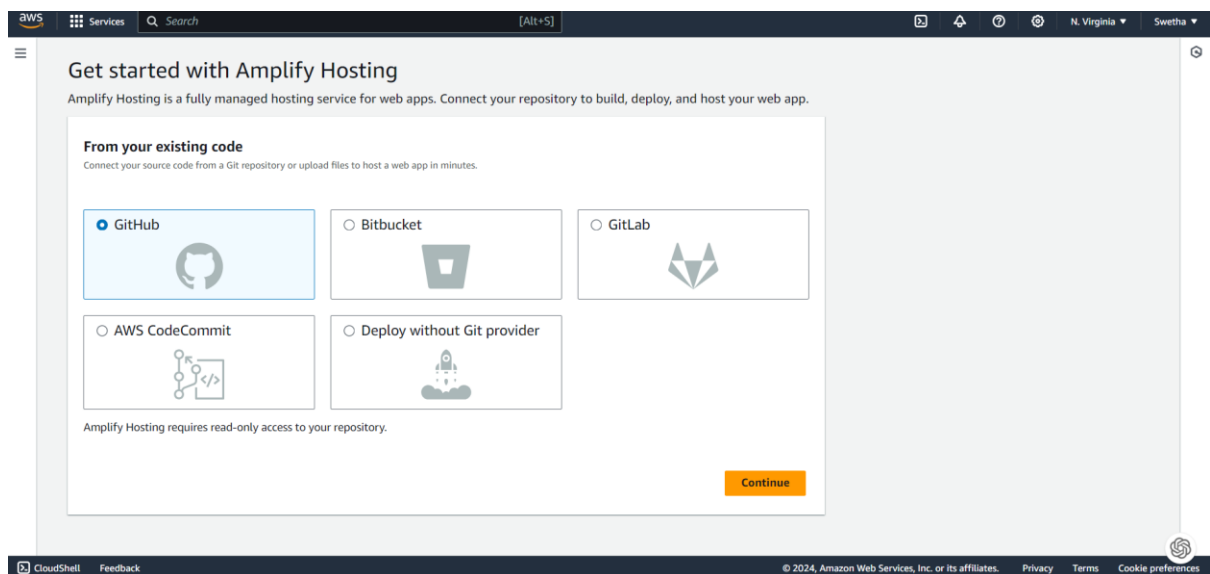 aws Services Search [Alt+S] N. Virginia Swetha
Get started with Amplify Hosting
Amplify Hosting is a fully managed hosting service for web apps. Connect your repository to build, deploy, and host your web app.
From your existing code
Connect your source code from a Git repository or upload files to host a web app in minutes.
GitHub Bitbucket GitLab
AWS CodeCommit Deploy without Git provider
</>
Amplify Hosting requires read-only access to your repository.
Continue
CloudShell Feedback © 2024, Amazon Web Services, Inc. or its affiliates. Privacy Terms Cookie preferences